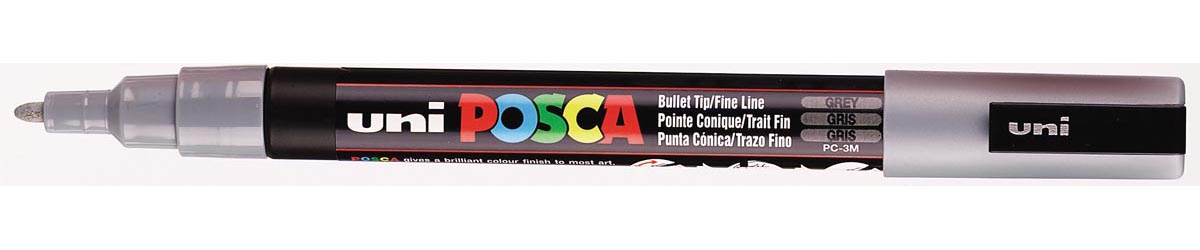 uni POSCA
Bullet Tip/Fine Line
Pointe Conique/Trait Fin
Punta Cónica/Trazo Fino
GREY
GRIS
GRIS
PC-3M
POSCA gives a brilliant colour finish to most art.
uni